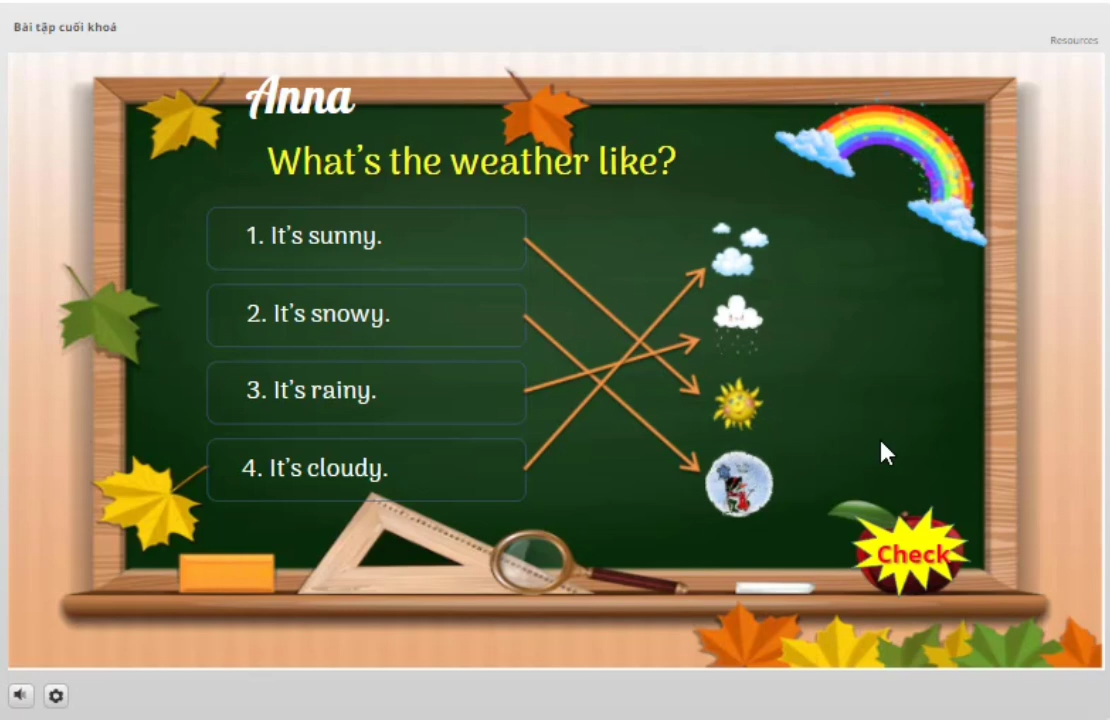 Bài tập cuối khoá
Resources
Anna
What's the weather like?
1. It's sunny.
2. It's snowy.
3. It's rainy.
4. It's cloudy.
Check